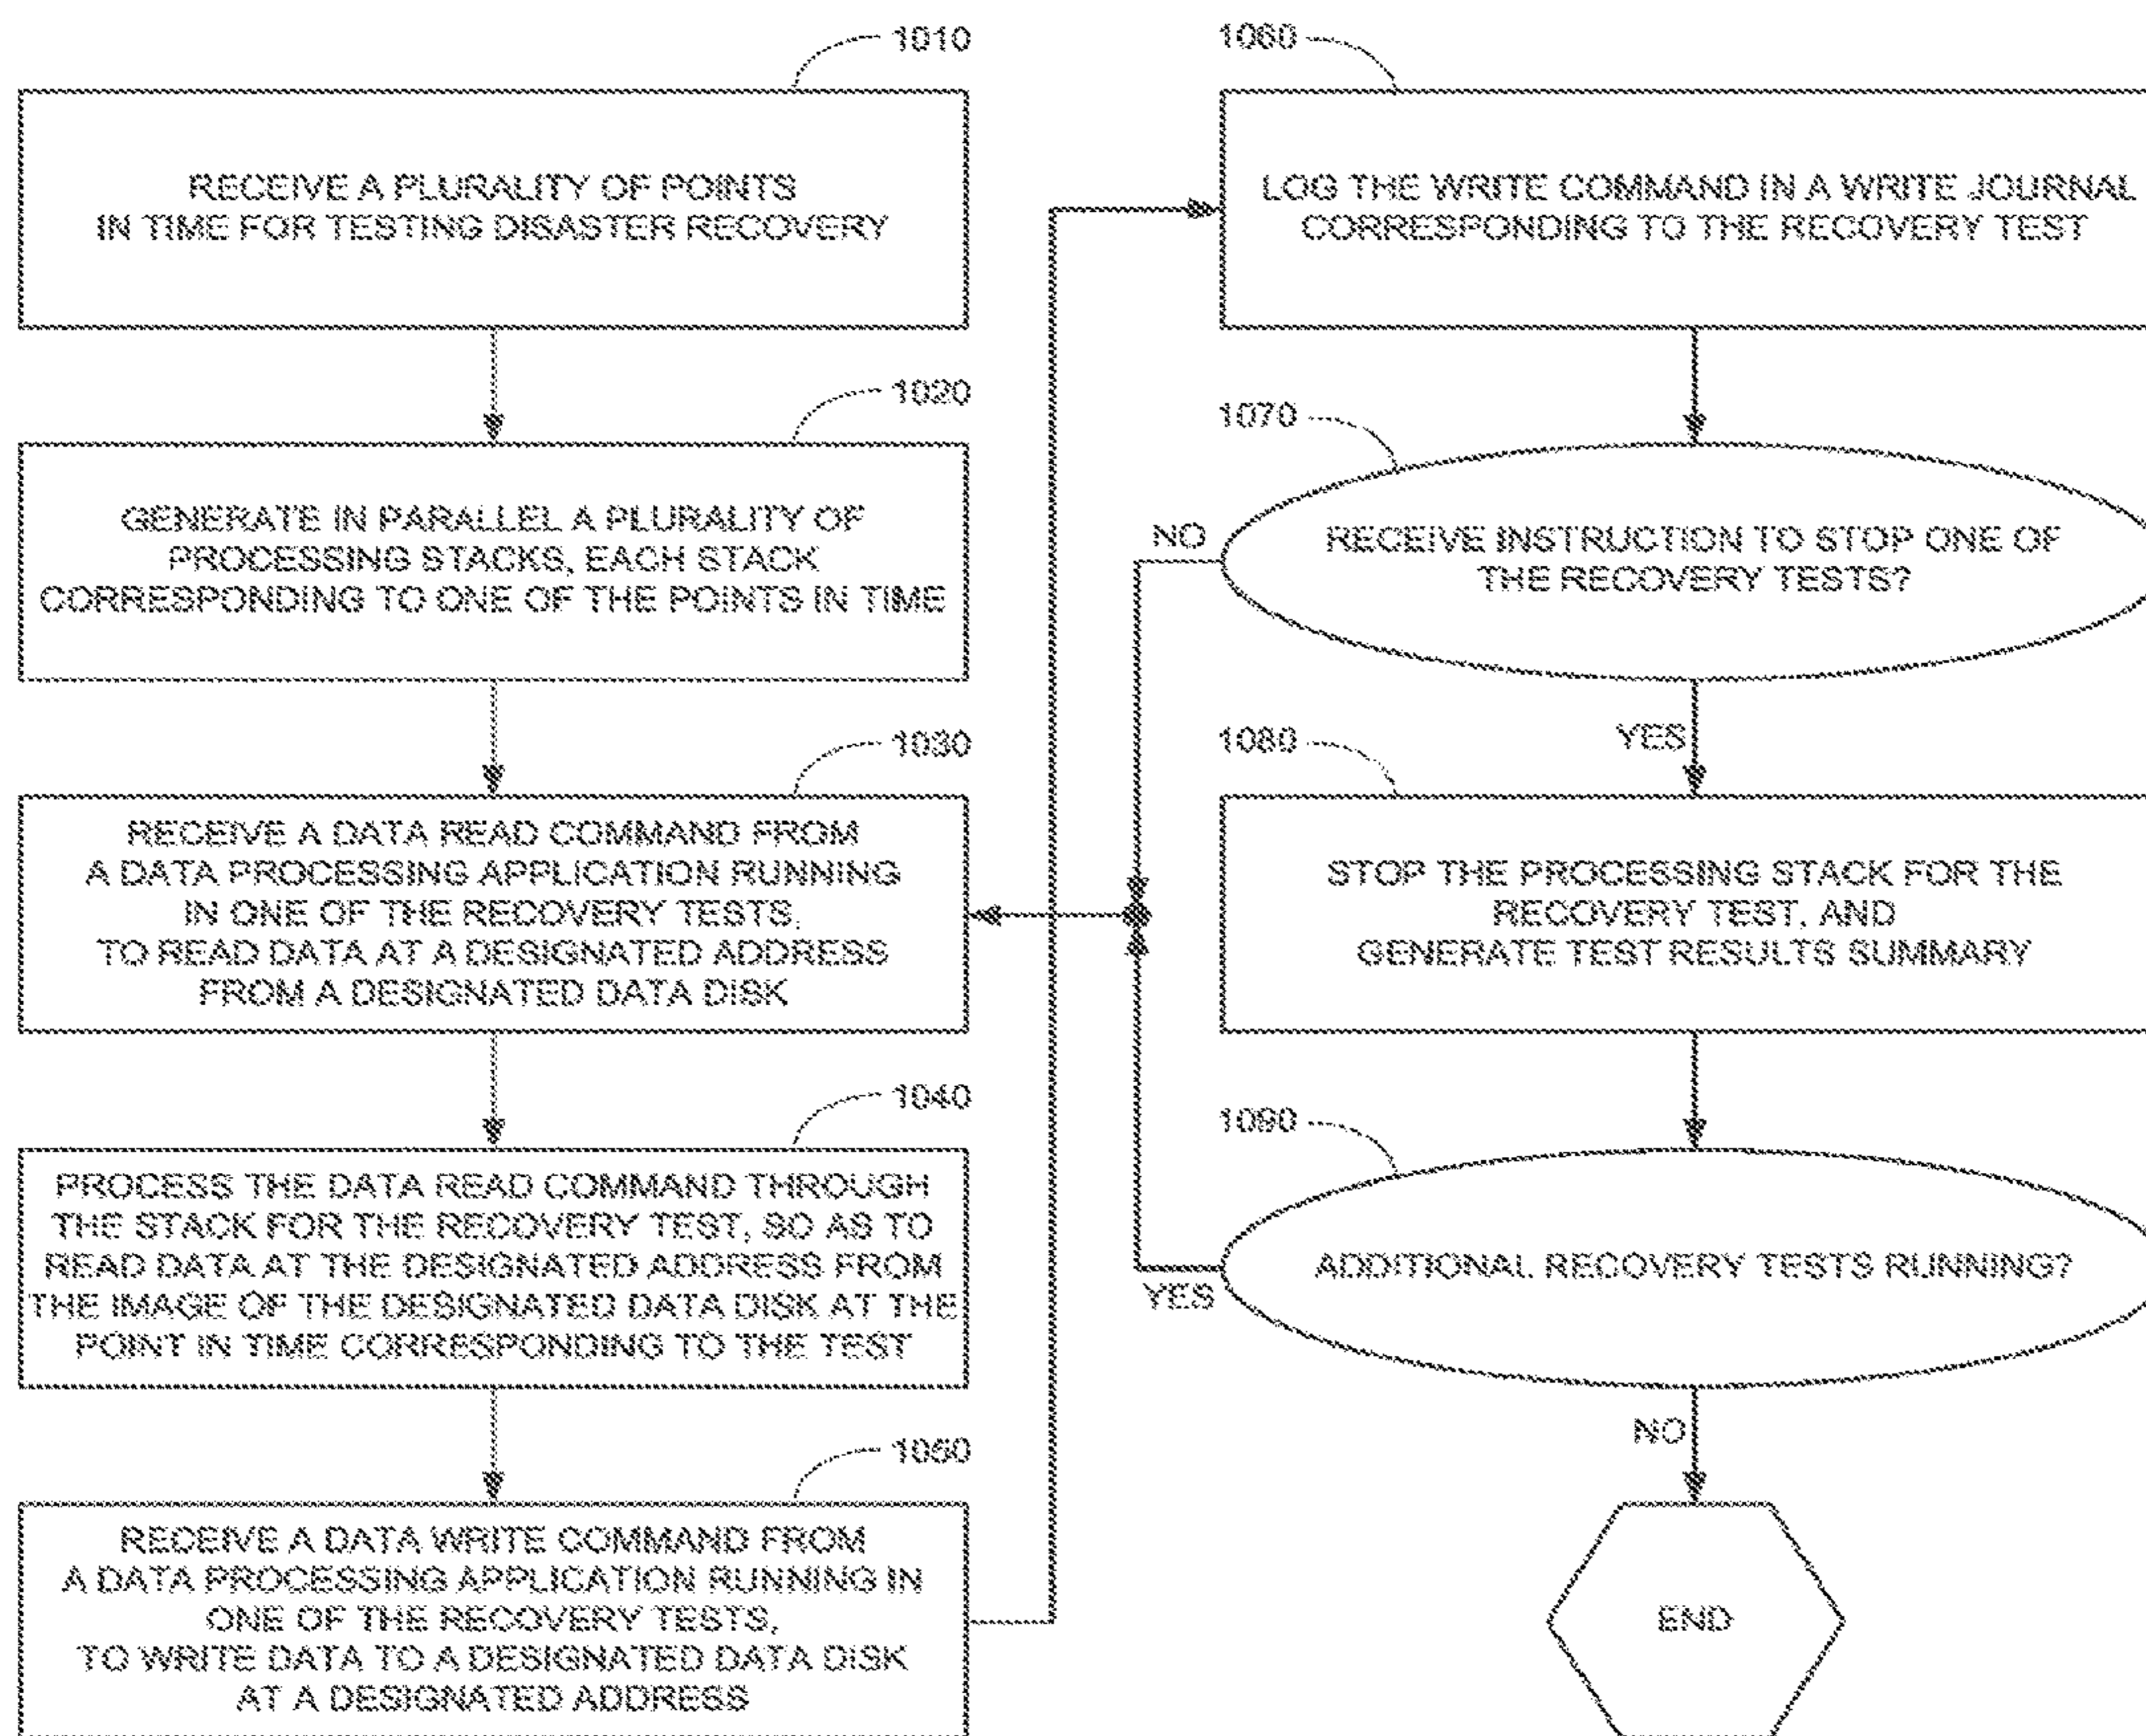 1010
RECEIVE A PLURALITY OF POINTS
IN TIME FOR TESTING DISASTER RECOVERY
1020
GENERATE IN PARALLEL A PLURALITY OF
PROCESSING STACKS, EACH STACK
CORRESPONDING TO ONE OF THE POINTS IN TIME
1030
RECEIVE A DATA READ COMMAND FROM
A DATA PROCESSING APPLICATION RUNNING
IN ONE OF THE RECOVERY TESTS,
TO READ DATA AT A DESIGNATED ADDRESS
FROM A DESIGNATED DATA DISK
1040
PROCESS THE DATA READ COMMAND THROUGH
THE STACK FOR THE RECOVERY TEST, SO AS TO
READ DATA AT THE DESIGNATED ADDRESS FROM
THE IMAGE OF THE DESIGNATED DATA DISK AT THE
POINT IN TIME CORRESPONDING TO THE TEST
1050
RECEIVE A DATA WRITE COMMAND FROM
A DATA PROCESSING APPLICATION RUNNING IN
ONE OF THE RECOVERY TESTS,
TO WRITE DATA TO A DESIGNATED DATA DISK
AT A DESIGNATED ADDRESS
1060
LOG THE WRITE COMMAND IN A WRITE JOURNAL
CORRESPONDING TO THE RECOVERY TEST
1070
NO
RECEIVE INSTRUCTION TO STOP ONE OF
THE RECOVERY TESTS?
YES
1080
STOP THE PROCESSING STACK FOR THE
RECOVERY TEST, AND
GENERATE TEST RESULTS SUMMARY
1090
ADDITIONAL RECOVERY TESTS RUNNING?
YES
NO
END